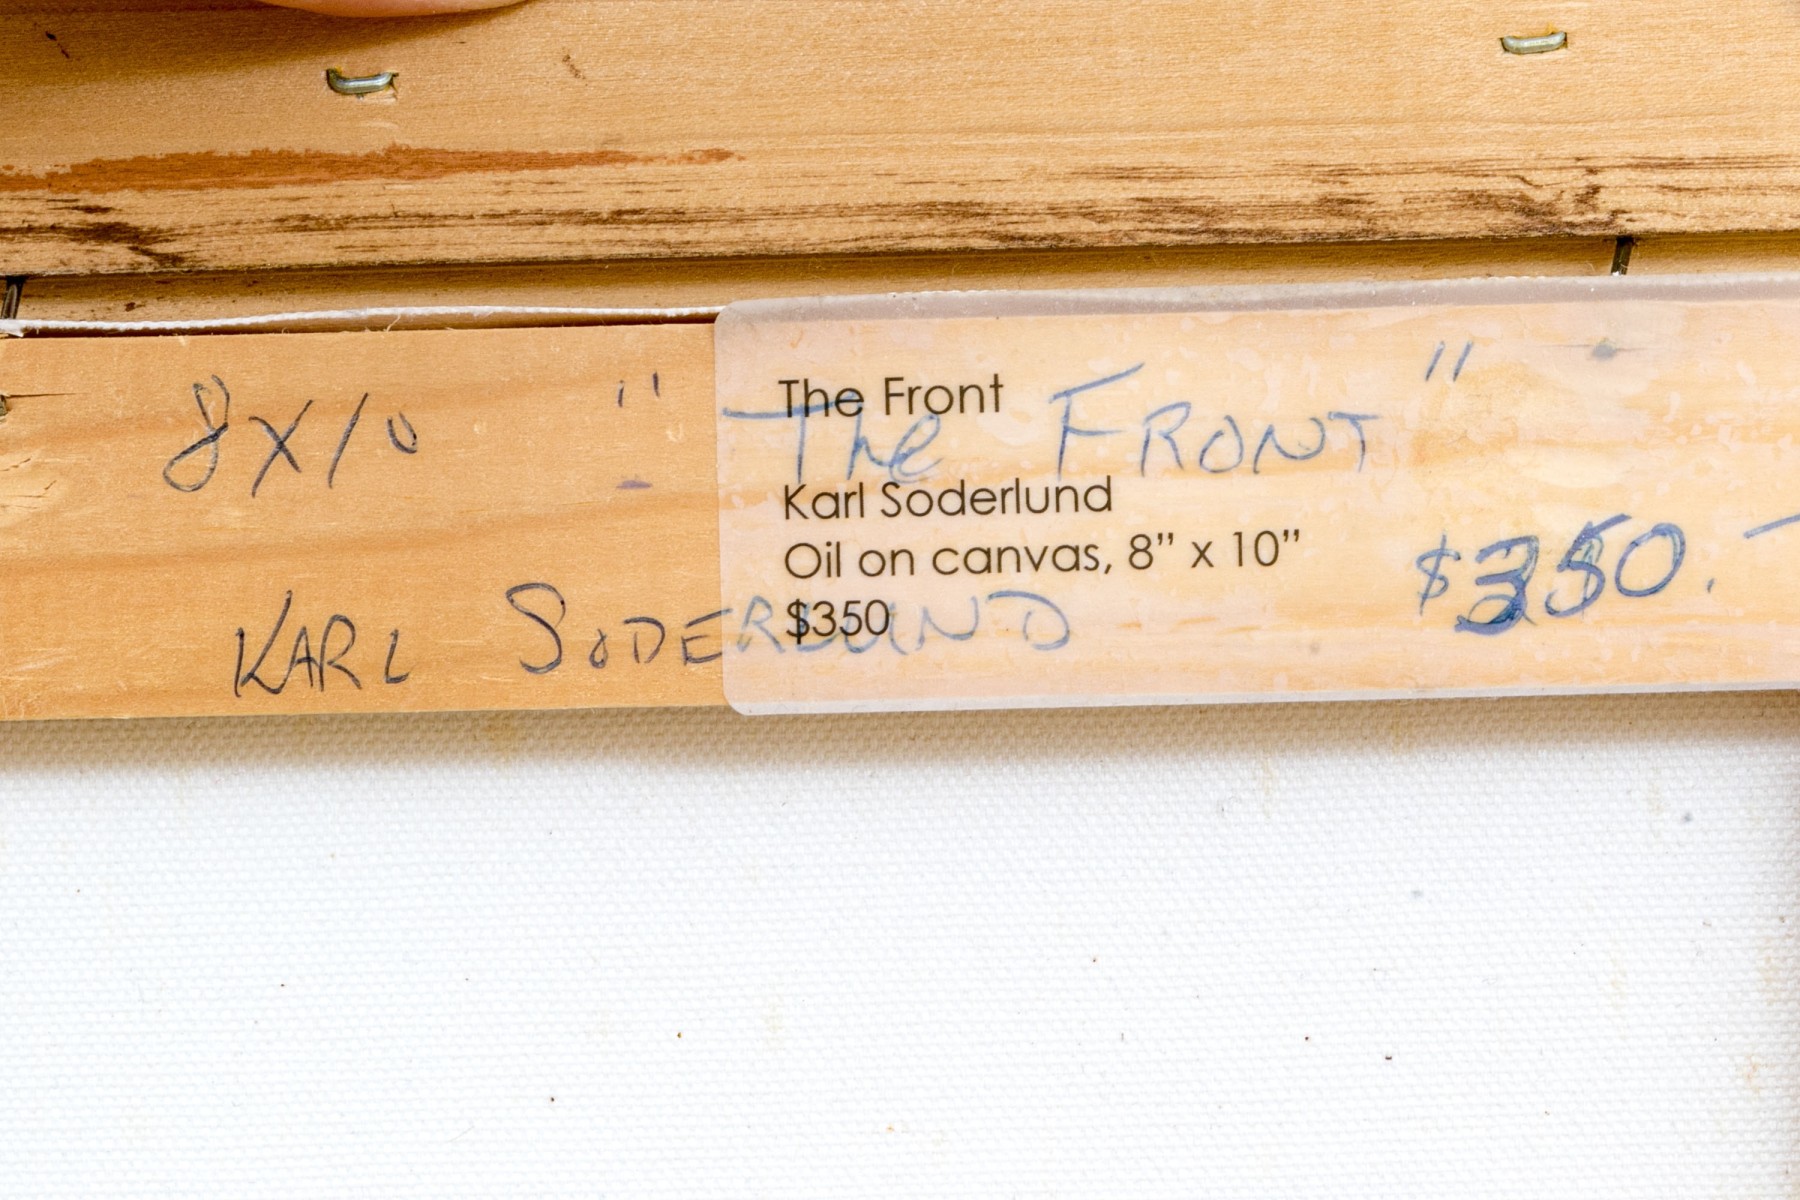 8X10 "The FRONT"
KARL SODERLUND
$350.-
The Front
Karl Soderlund
Oil on canvas, 8” x 10”
$350